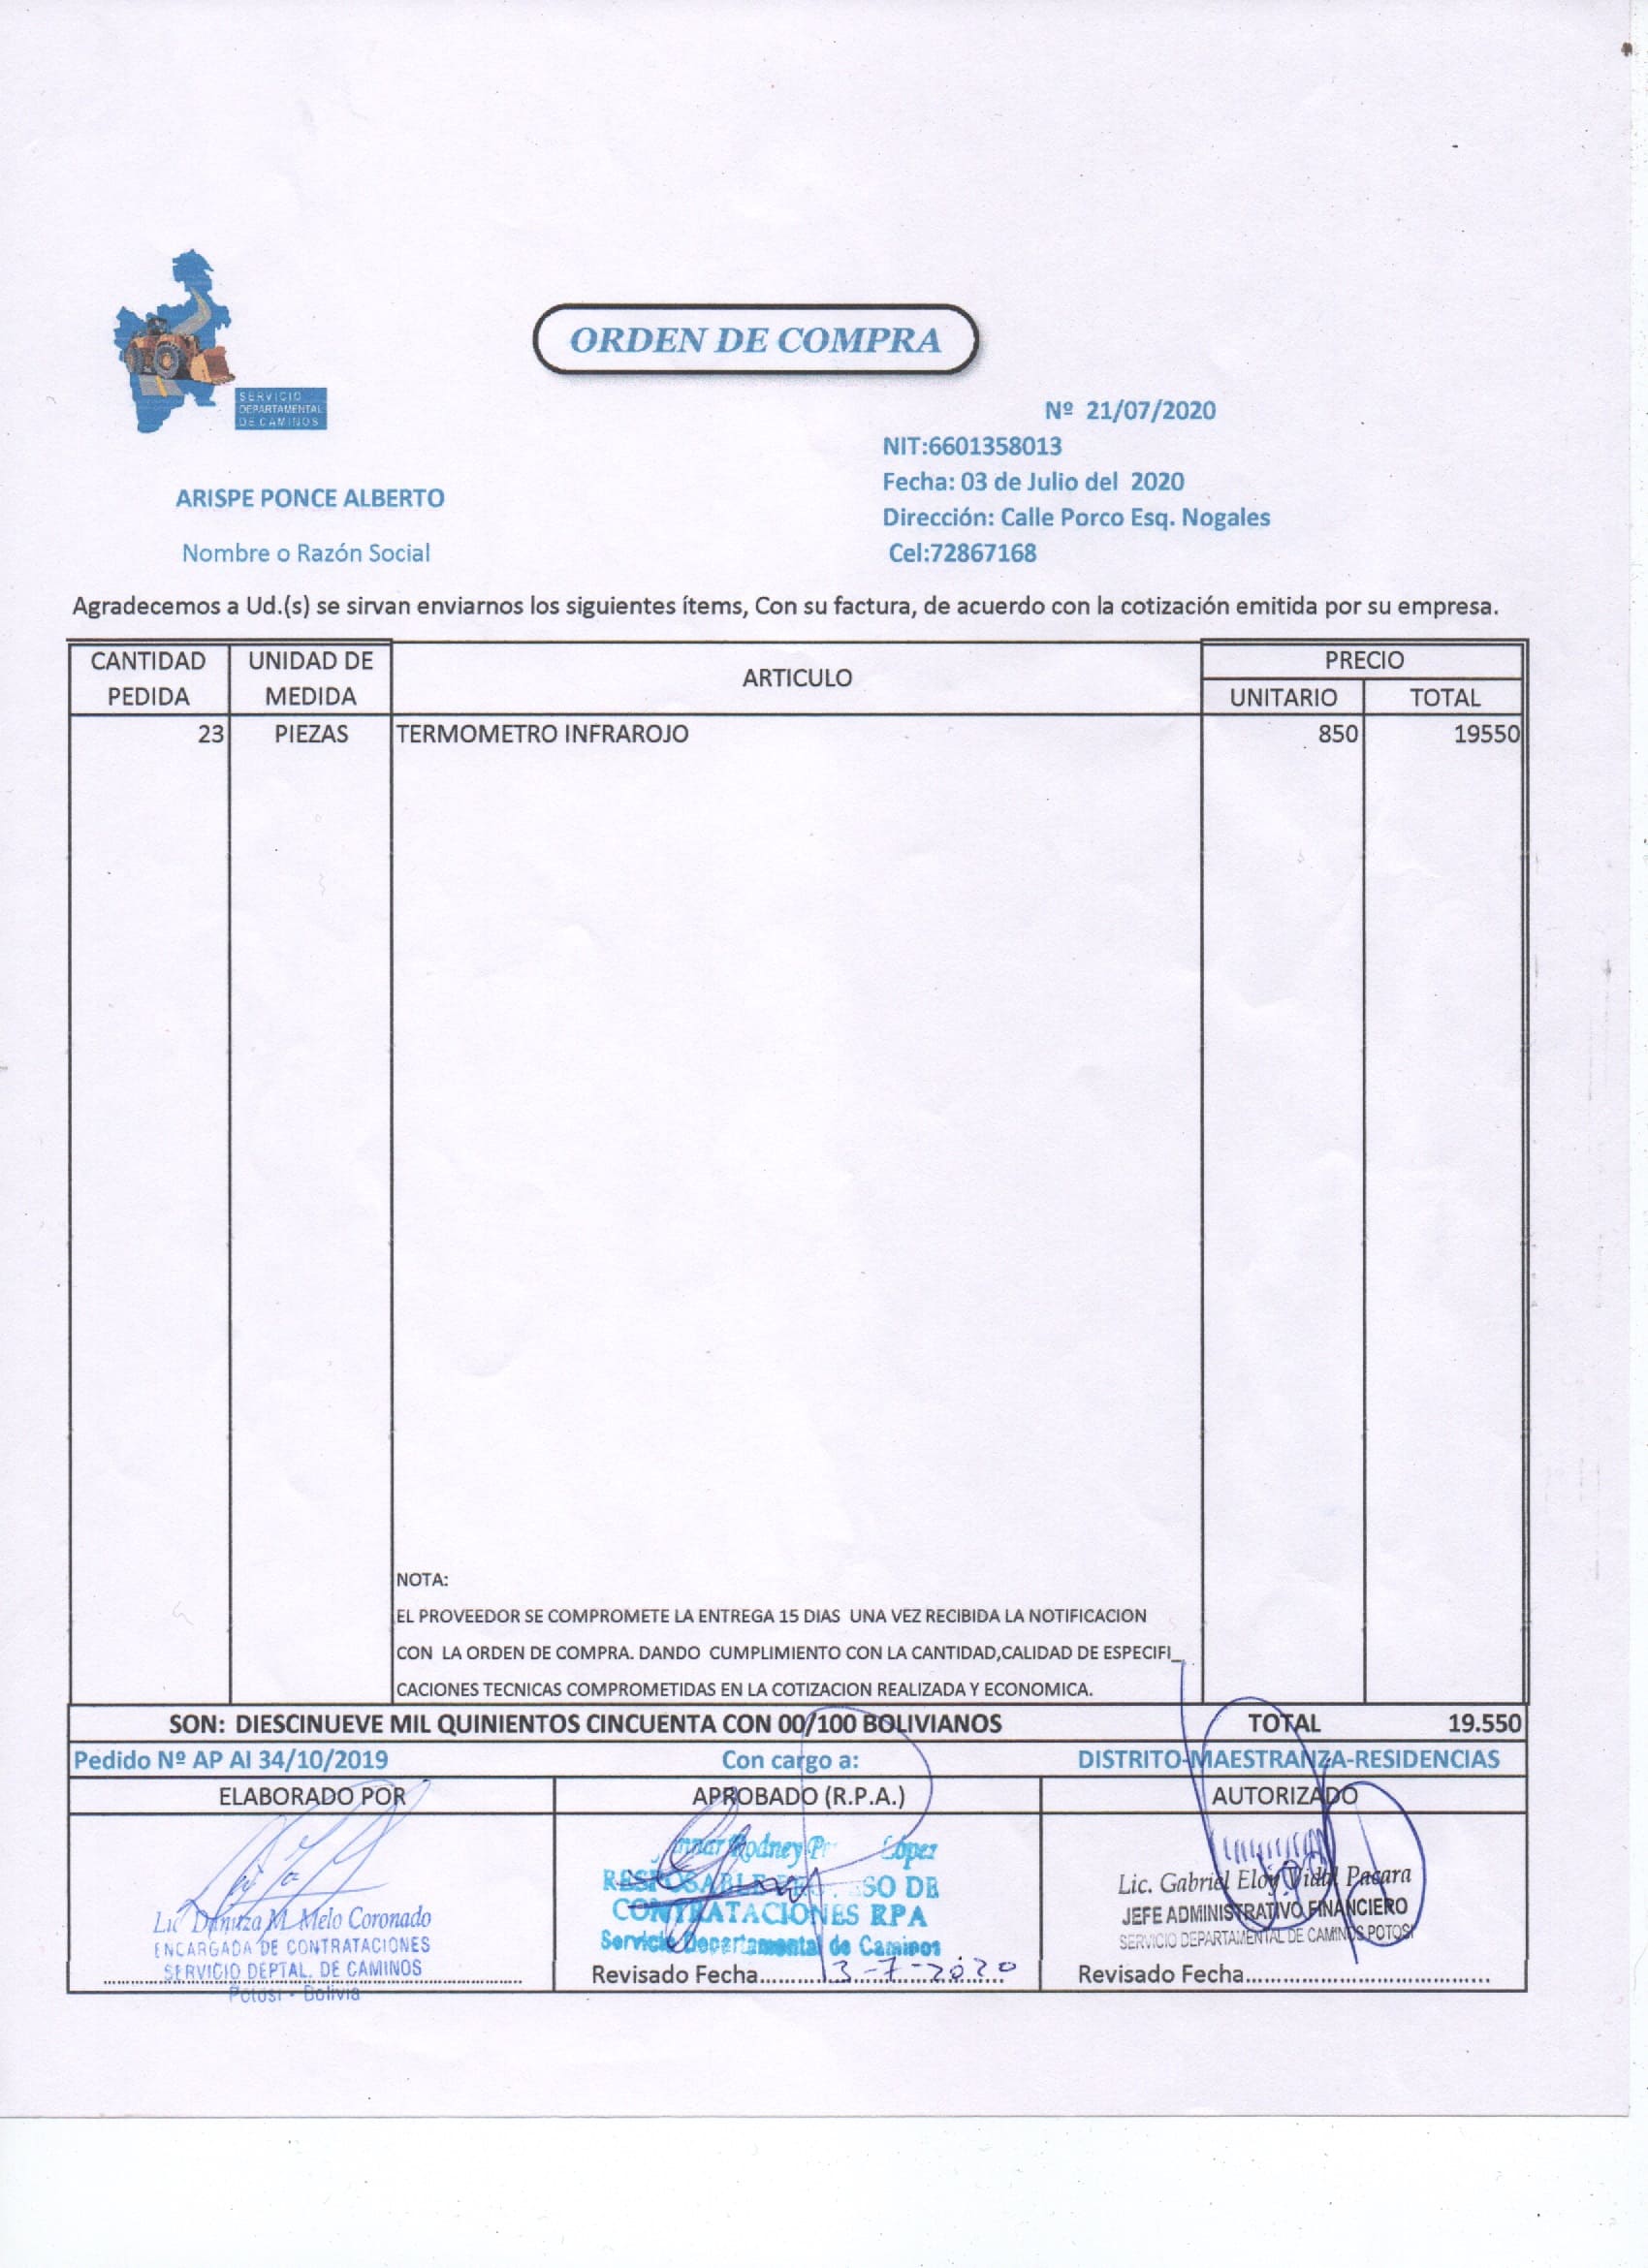 SERVICIO
DEPARTAMENTAL
DE CAMINOS
ORDEN DE COMPRA
Nº 21/07/2020
NIT:6601358013
Fecha: 03 de Julio del 2020
Dirección: Calle Porco Esq. Nogales
Cel:72867168
ARISPE PONCE ALBERTO
Nombre o Razón Social
Agradecemos a Ud.(s) se sirvan enviarnos los siguientes ítems, Con su factura, de acuerdo con la cotización emitida por su empresa.
CANTIDAD PEDIDA UNIDAD DE MEDIDA ARTICULO PRECIO
UNITARIO TOTAL
23 PIEZAS TERMOMETRO INFRAROJO 850 19550
NOTA:
EL PROVEEDOR SE COMPROMETE LA ENTREGA 15 DIAS UNA VEZ RECIBIDA LA NOTIFICACION
CON LA ORDEN DE COMPRA. DANDO CUMPLIMIENTO CON LA CANTIDAD,CALIDAD DE ESPECIFI_
CACIONES TECNICAS COMPROMETIDAS EN LA COTIZACION REALIZADA Y ECONOMICA.
SON: DIESCINUEVE MIL QUINIENTOS CINCUENTA CON 00/100 BOLIVIANOS TOTAL 19.550
Pedido Nº AP AI 34/10/2019 Con cargo a: DISTRITO-MAESTRANZA-RESIDENCIAS
ELABORADO POR APROBADO (R.P.A.) AUTORIZADO
Lic M. Melo Coronado
ENCARGADA DE CONTRATACIONES
SERVICIO DEPTAL. DE CAMINOS
Potosi - Bolivia
Rodney López
SO DE
CONTRATACIONES RPA
Servicio Departamental de Caminos
Revisado Fecha 3-7-2020
Lic. Gabriel Eloy Vidal Pacara
JEFE ADMINISTRATIVO FINANCIERO
SERVICIO DEPARTAMENTAL DE CAMINOS POTOSI
Revisado Fecha